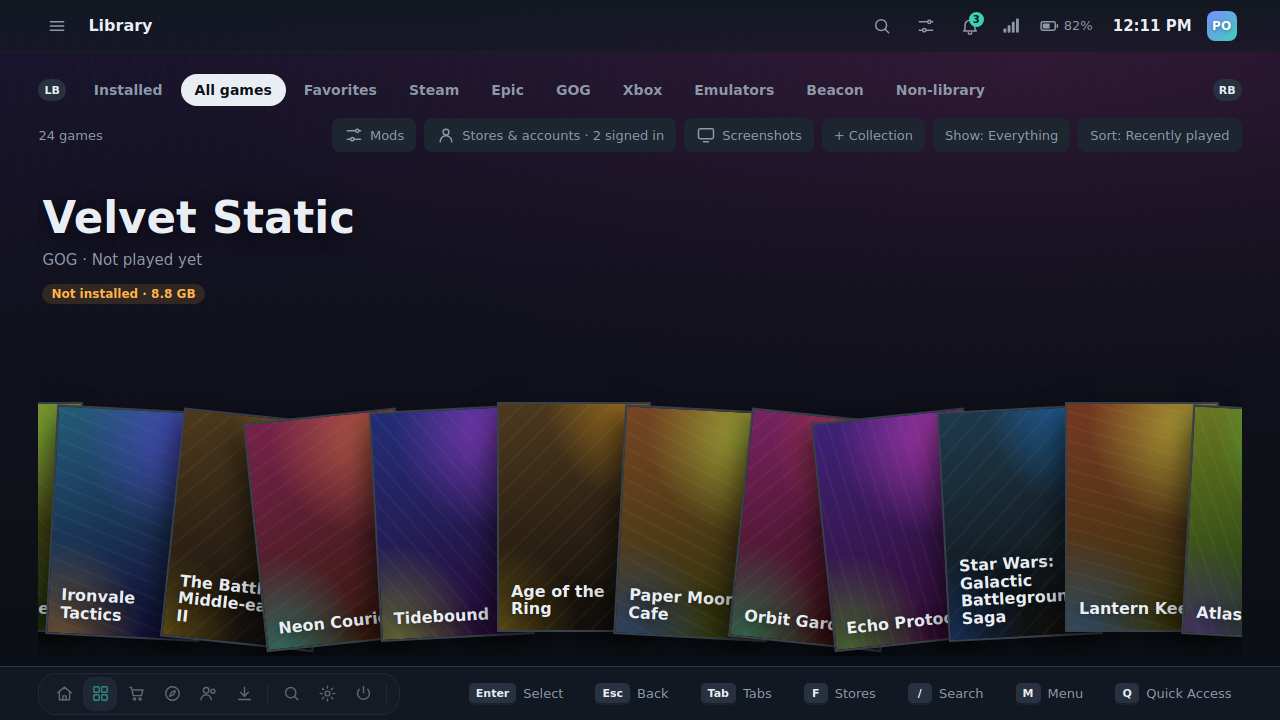 Library
3
82%
12:11 PM
PO
LB
Installed
All games
Favorites
Steam
Epic
GOG
Xbox
Emulators
Beacon
Non-library
RB
24 games
Mods
Stores & accounts · 2 signed in
Screenshots
+ Collection
Show: Everything
Sort: Recently played
Velvet Static
GOG · Not played yet
Not installed · 8.8 GB
Ironvale
Tactics
The
II
Neon
Tidebound
Age of the
Ring
Paper Moon
Cafe
Orbit
Echo
Star Wars:
Galactic
Saga
Lantern
Atlas
Enter Select
Esc Back
Tab Tabs
F Stores
/ Search
M Menu
Q Quick Access